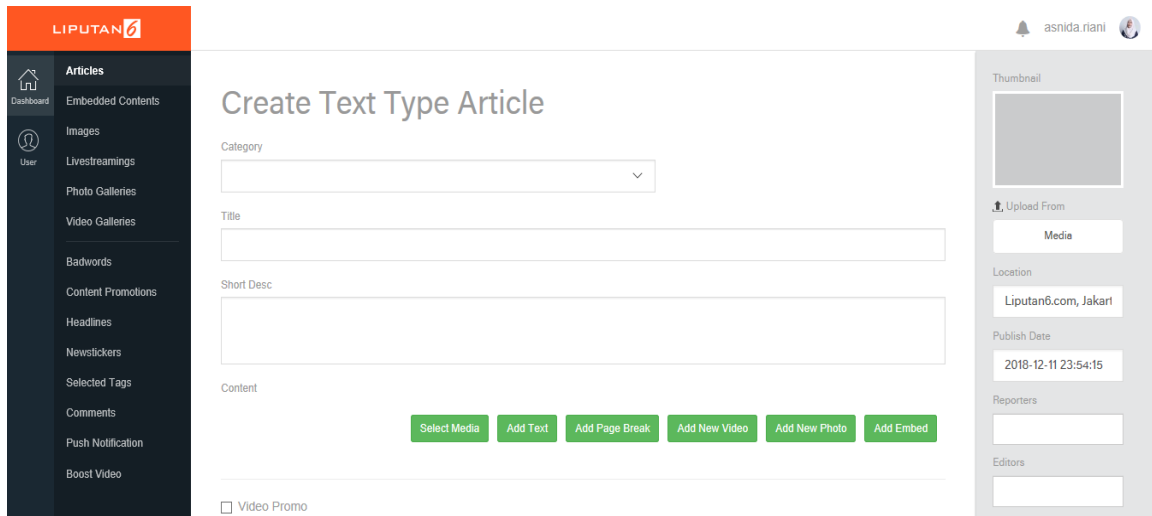 LIPUTAN6
asnida.riani
Dashboard
User
Articles
Embedded Contents
Images
Livestreamings
Photo Galleries
Video Galleries
Badwords
Content Promotions
Headlines
Newstickers
Selected Tags
Comments
Push Notification
Boost Video
Create Text Type Article
Category
Title
Short Desc
Content
Select Media Add Text Add Page Break Add New Video Add New Photo Add Embed
Video Promo
Thumbnail
Upload From
Media
Location
Liputan6.com, Jakart
Publish Date
2018-12-11 23:54:15
Reporters
Editors